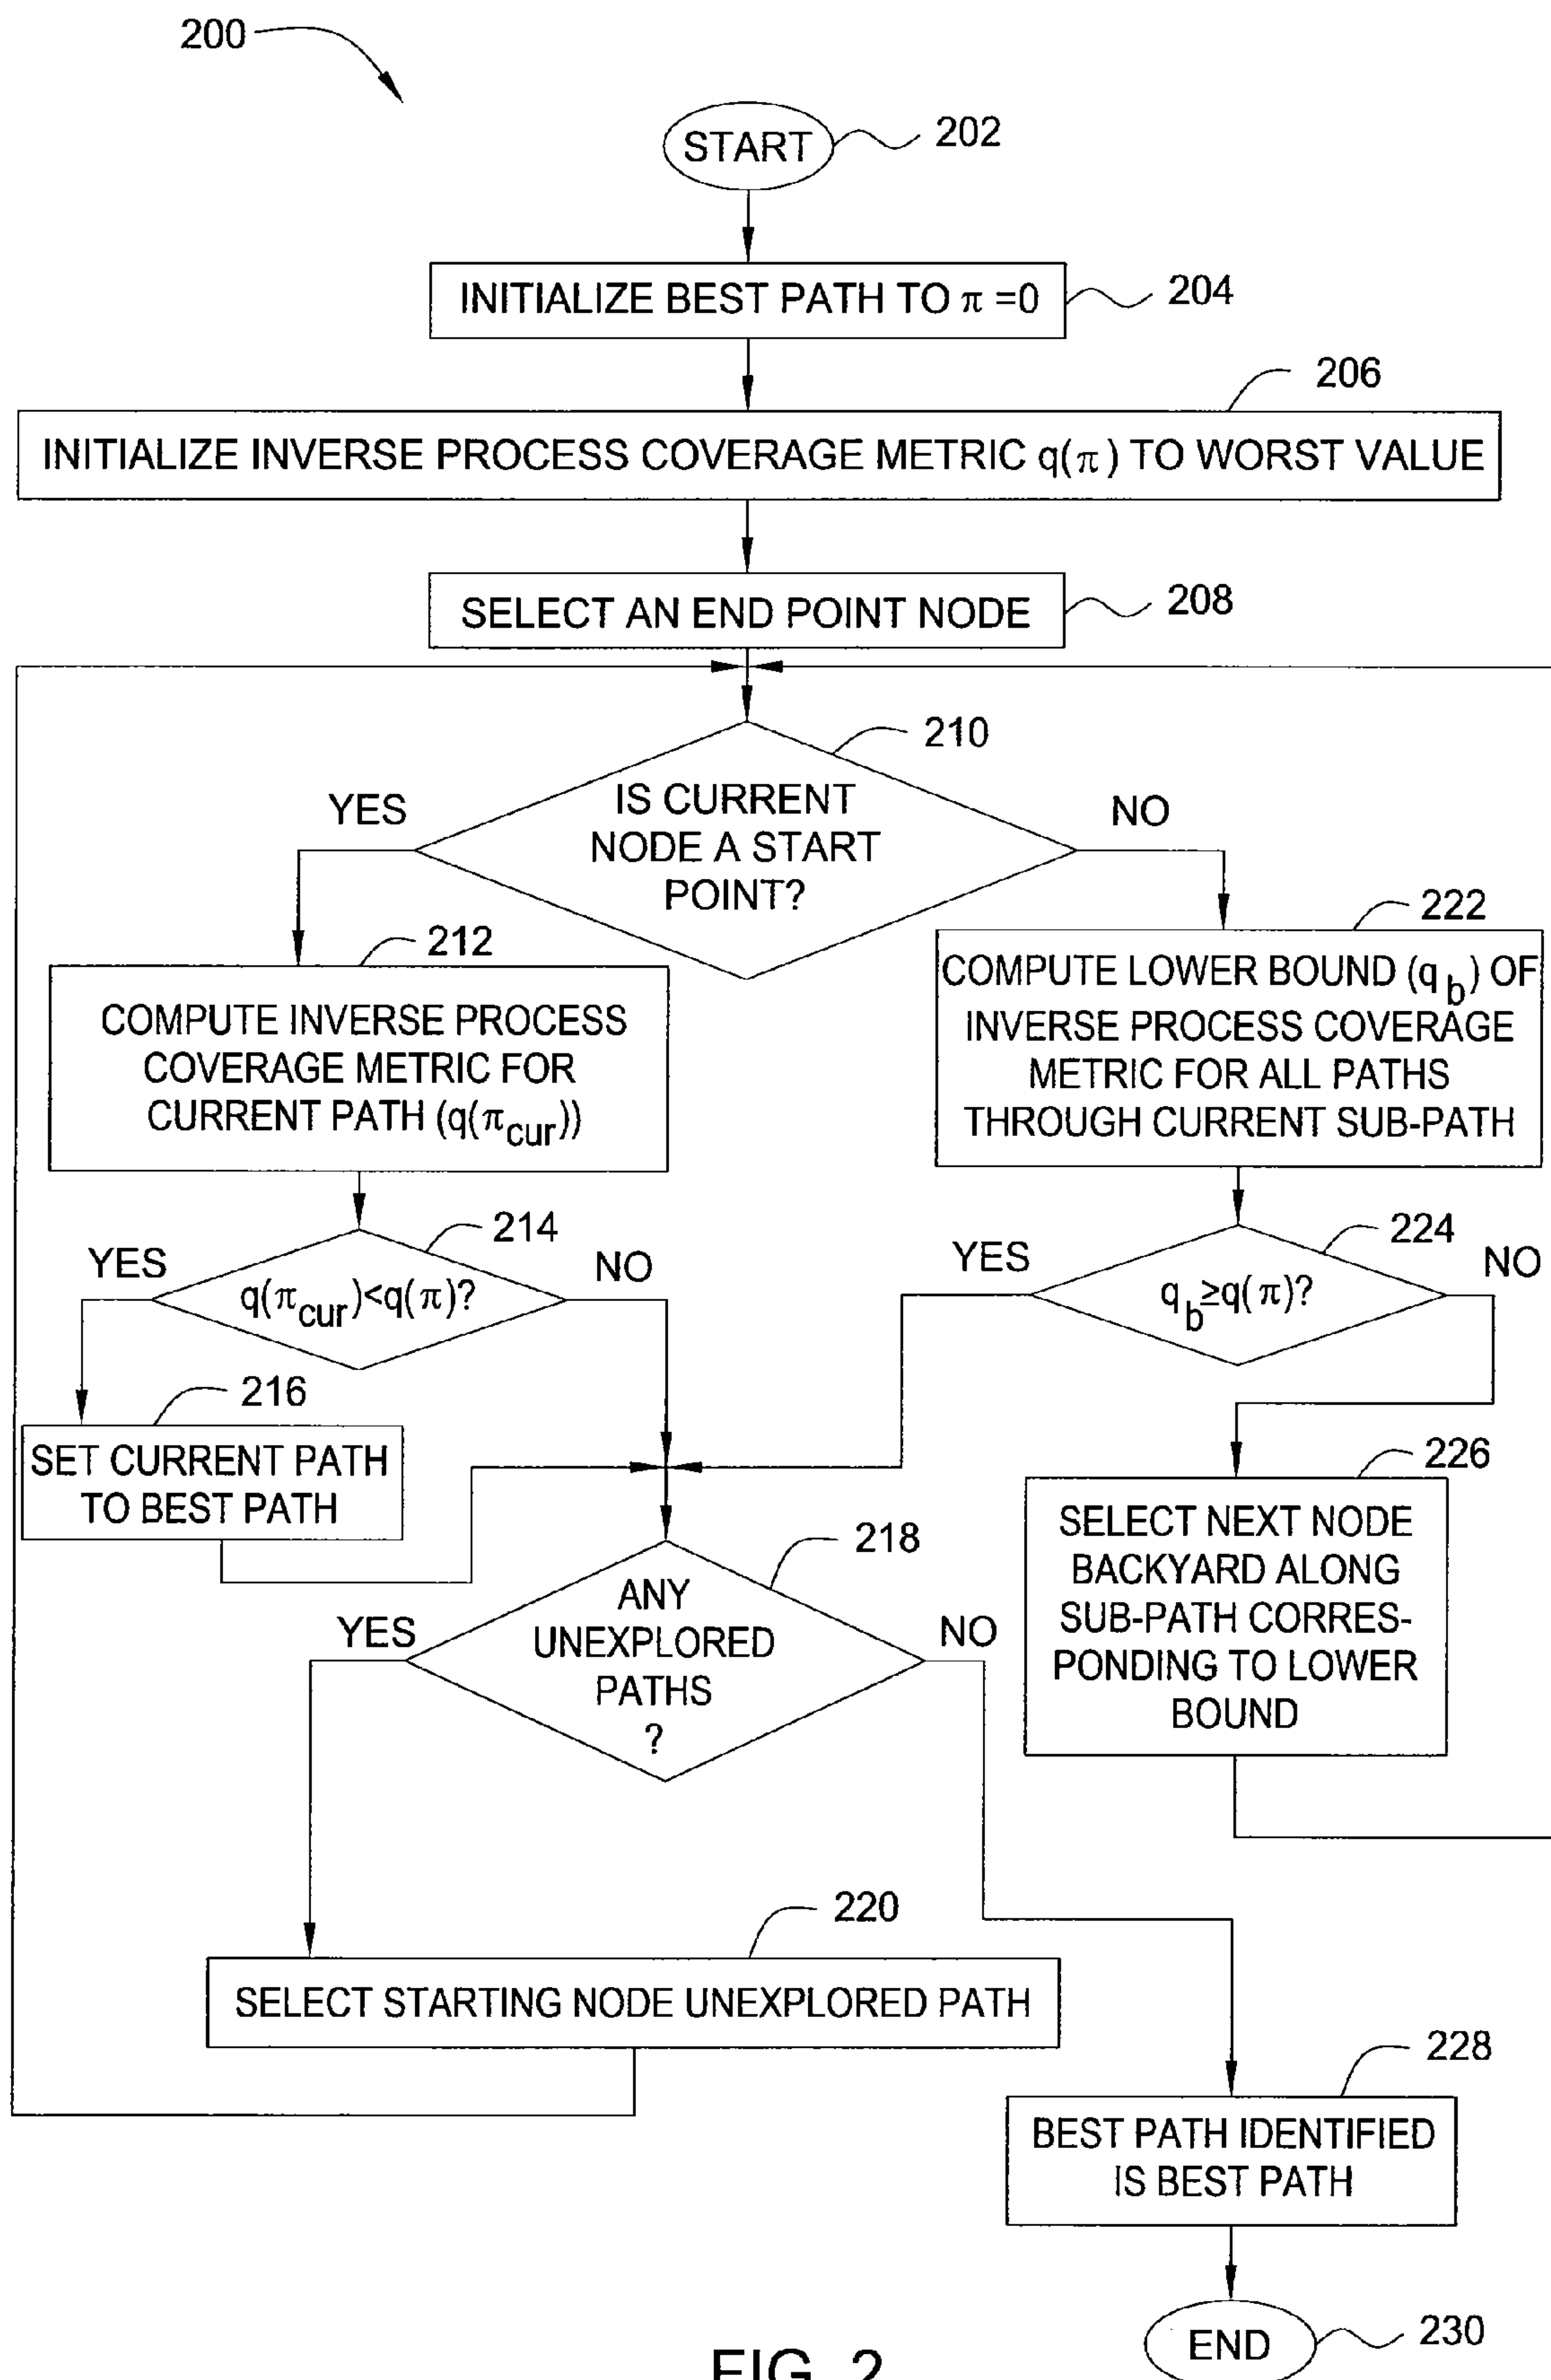 200
START
202
INITIALIZE BEST PATH TO π =0
204
206
INITIALIZE INVERSE PROCESS COVERAGE METRIC q(π) TO WORST VALUE
SELECT AN END POINT NODE
208
210
YES
IS CURRENT
NODE A START
POINT?
NO
212
COMPUTE INVERSE PROCESS
COVERAGE METRIC FOR
CURRENT PATH (q(πcur))
222
COMPUTE LOWER BOUND (qb) OF
INVERSE PROCESS COVERAGE
METRIC FOR ALL PATHS
THROUGH CURRENT SUB-PATH
214
YES
q(πcur)<q(π)?
NO
224
YES
qb≥q(π)?
NO
216
SET CURRENT PATH
TO BEST PATH
226
SELECT NEXT NODE
BACKYARD ALONG
SUB-PATH CORRES-
PONDING TO LOWER
BOUND
218
YES
ANY
UNEXPLORED
PATHS
?
NO
220
SELECT STARTING NODE UNEXPLORED PATH
228
BEST PATH IDENTIFIED
IS BEST PATH
END
230
FIG. 2